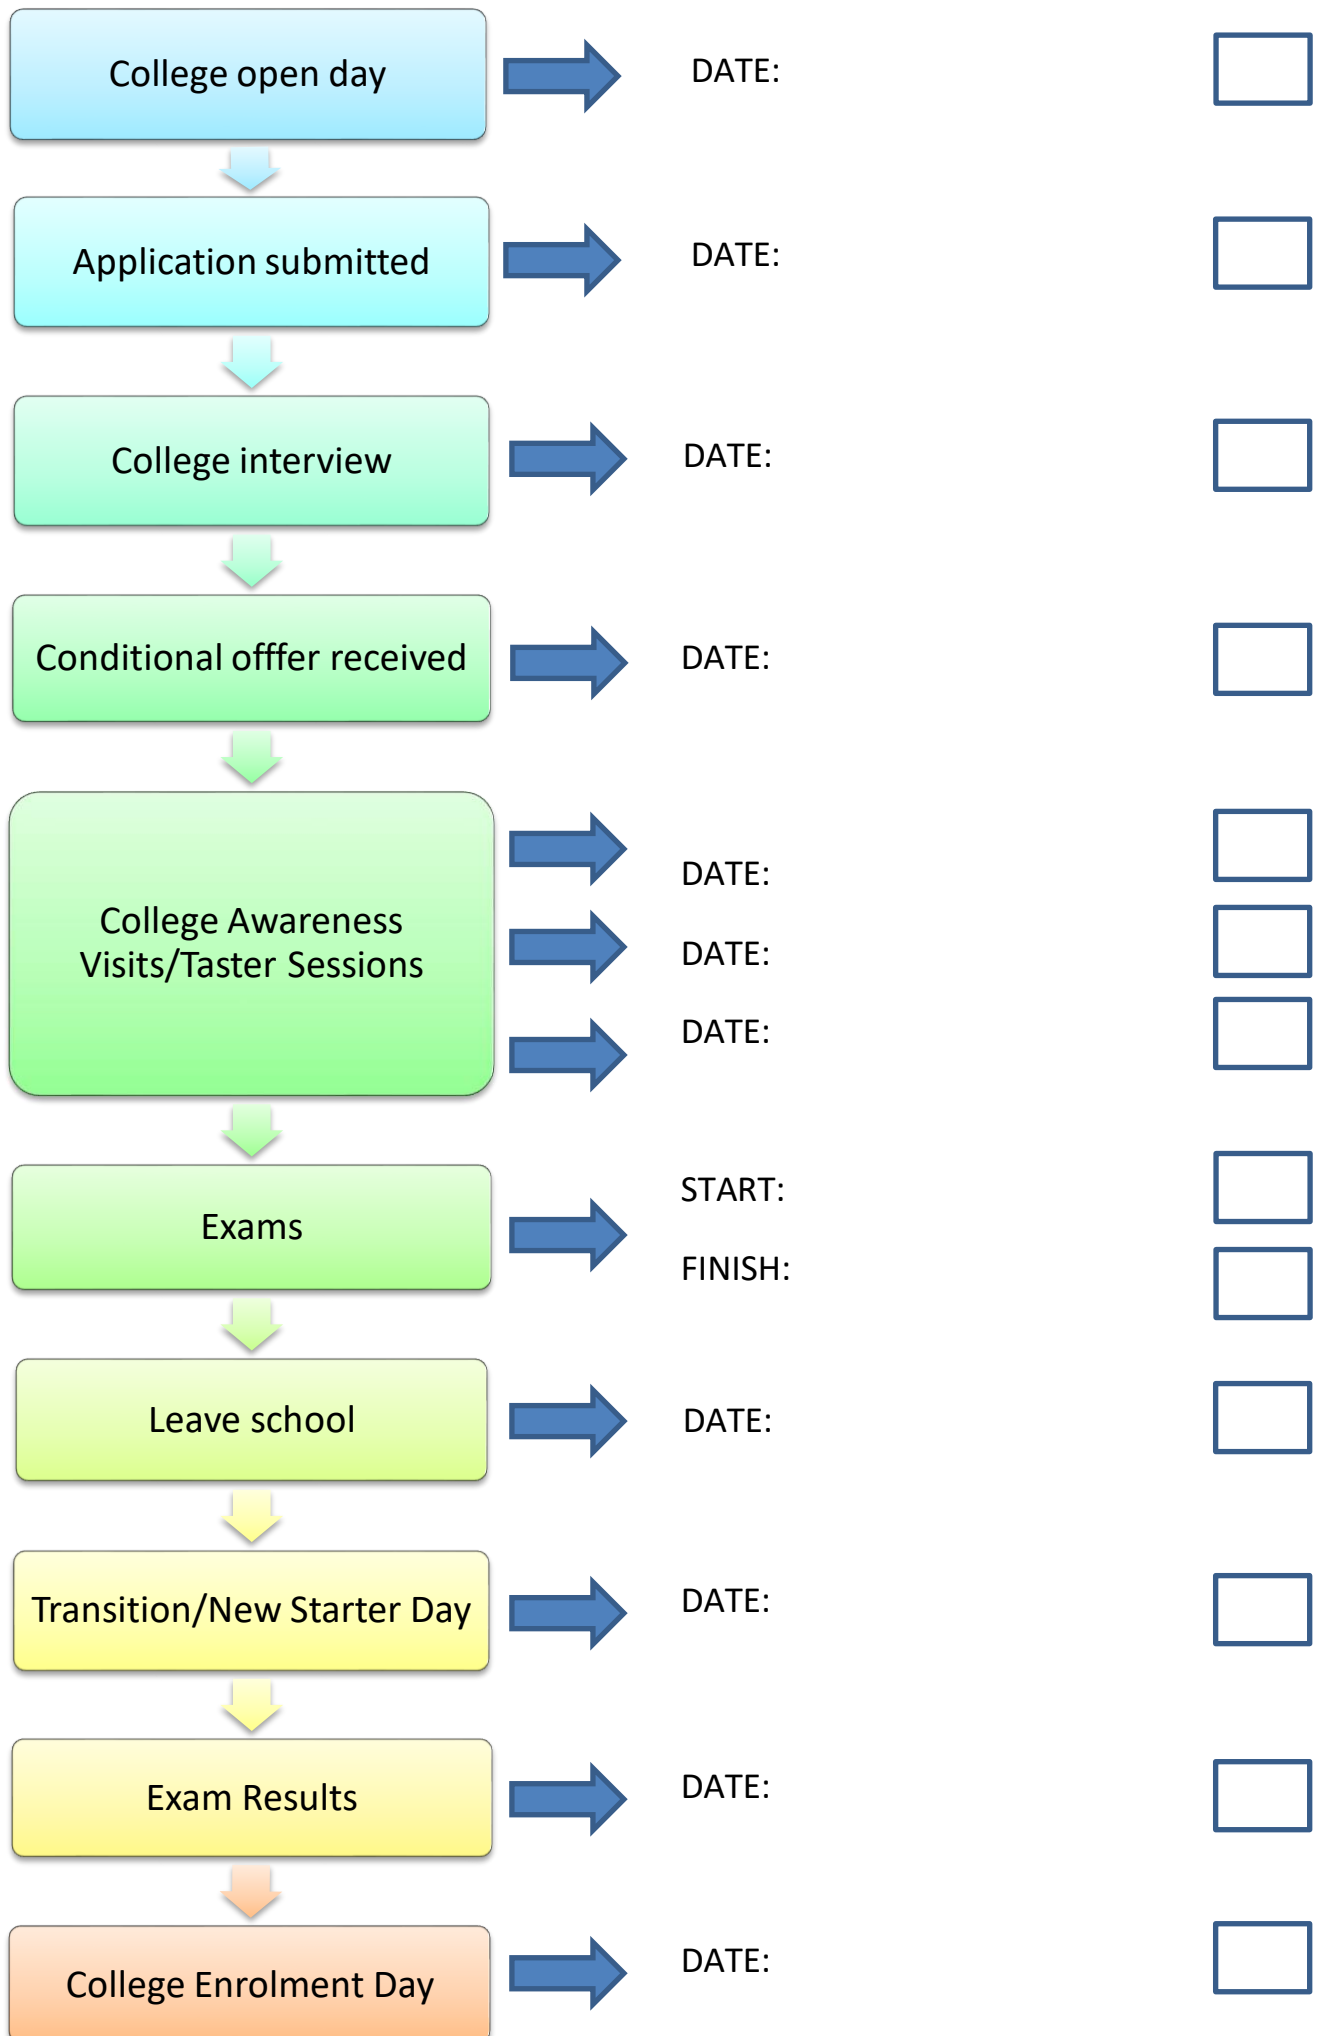 College open day
DATE:
Application submitted
DATE:
College interview
DATE:
Conditional offfer received
DATE:
College Awareness
Visits/Taster Sessions
DATE:
DATE:
DATE:
Exams
START:
FINISH:
Leave school
DATE:
Transition/New Starter Day
DATE:
Exam Results
DATE:
College Enrolment Day
DATE: